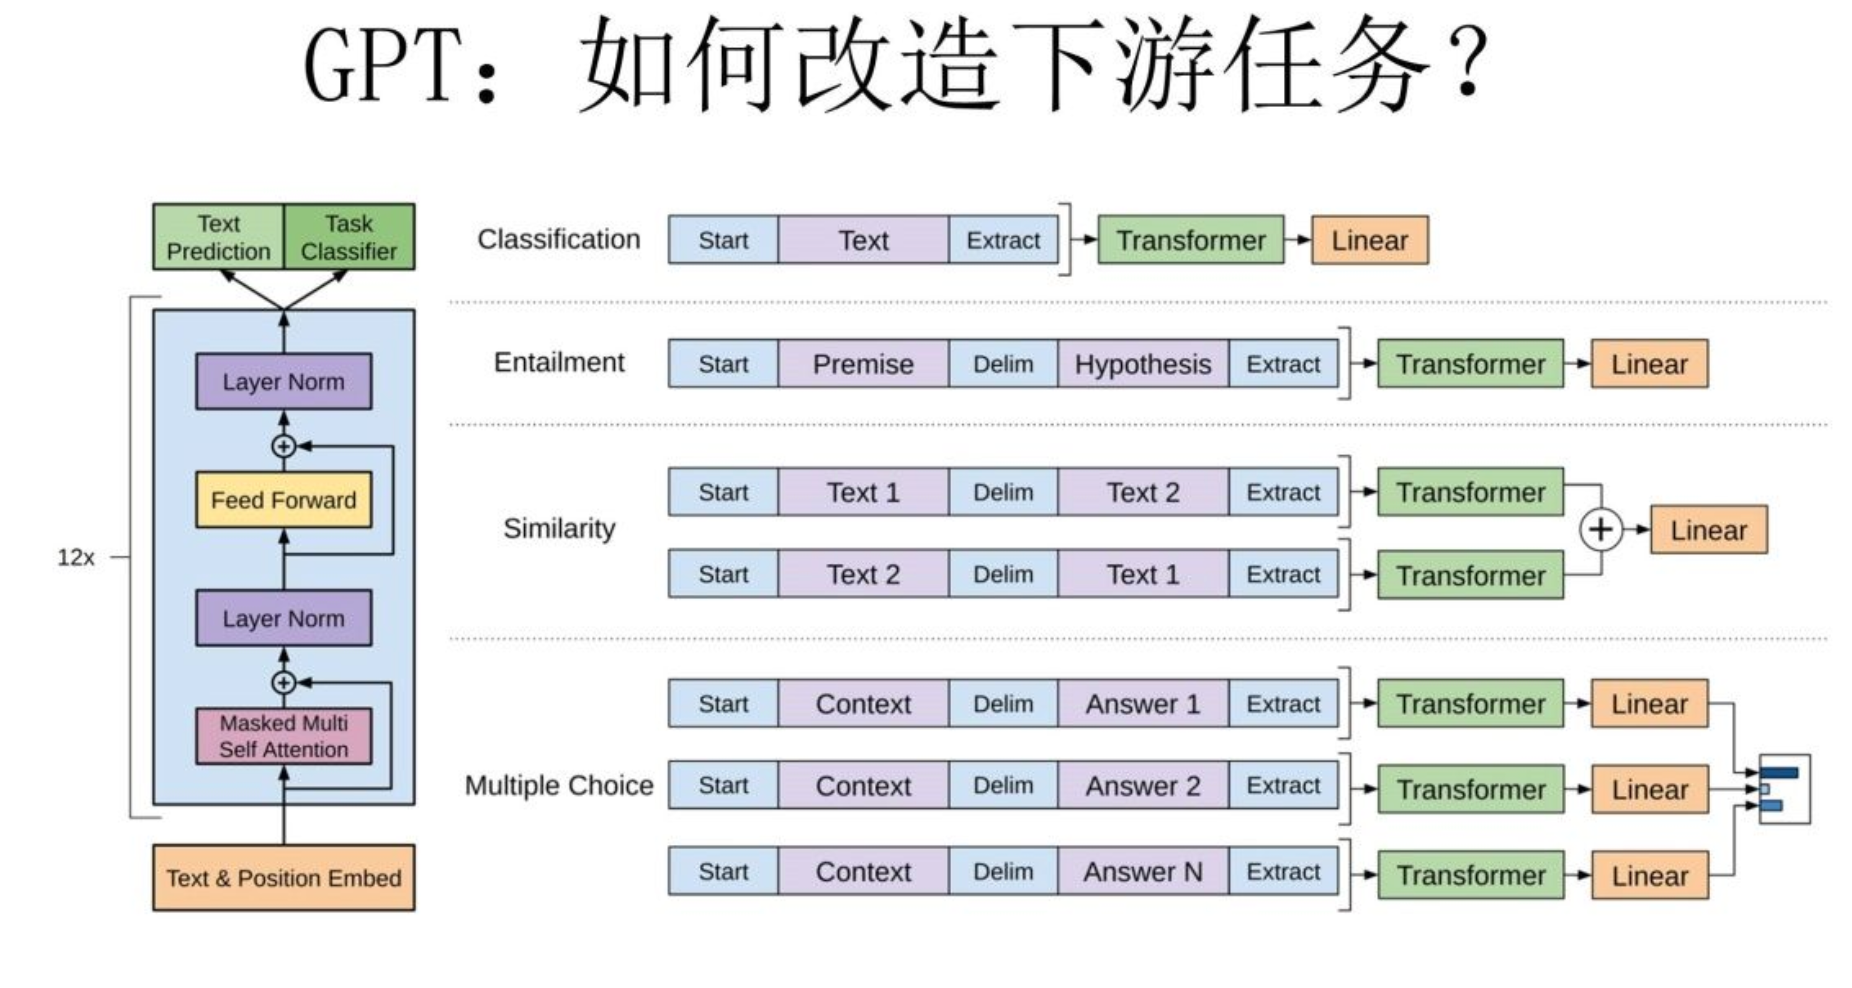 GPT：如何改造下游任务？
Text
Prediction
Task
Classifier
Layer Norm
Feed Forward
12x
Layer Norm
Masked Multi
Self Attention
Text & Position Embed
Classification
Start Text Extract Transformer Linear
Entailment
Start Premise Delim Hypothesis Extract Transformer Linear
Similarity
Start Text 1 Delim Text 2 Extract Transformer
Linear
Start Text 2 Delim Text 1 Extract Transformer
Multiple Choice
Start Context Delim Answer 1 Extract Transformer Linear
Start Context Delim Answer 2 Extract Transformer Linear
Start Context Delim Answer N Extract Transformer Linear